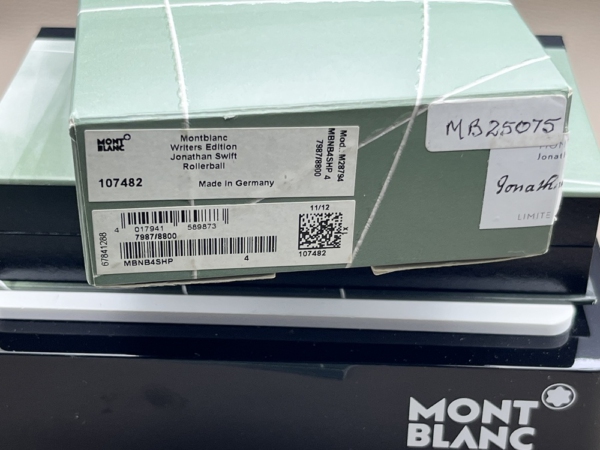 MONT
BLANC
Montblanc
Writers Edition
Jonathan Swift
Rollerball
107482
Made in Germany
Mod.: M28794
MBNB4SHP 4
7987/8800
MB25075
Jonath
LIMITE
67841288
4 017941 589873
7987/8800
MBNB4SHP 4
11/12
107482
MONT
BLANC